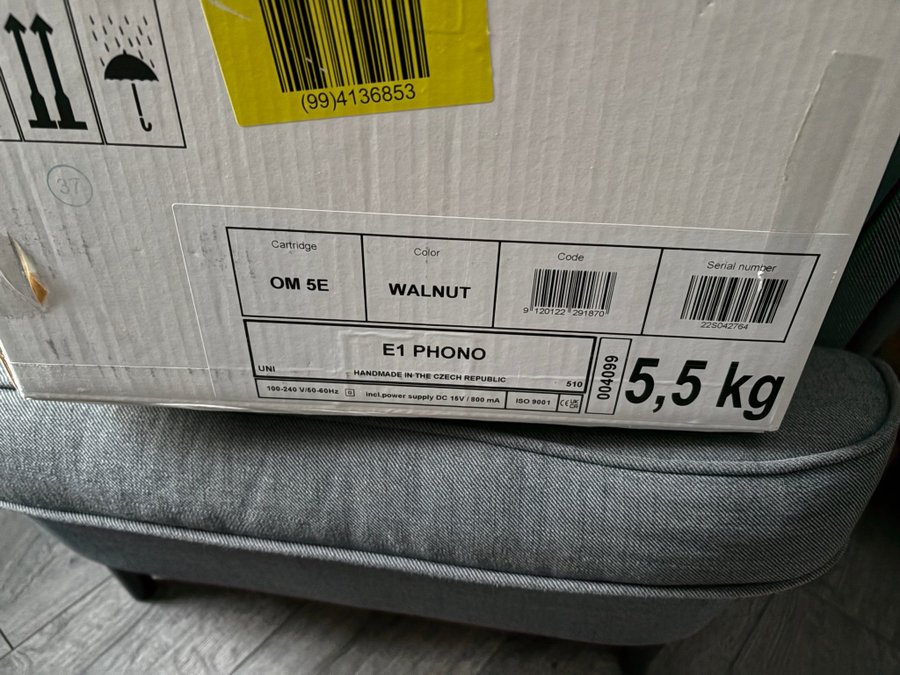 (99)4136853
37
Cartridge
OM 5E
Color
WALNUT
Code
9 120122 291870
Serial number
22S042764
E1 PHONO
UNI
HANDMADE IN THE CZECH REPUBLIC
510
100-240 V/50-60Hz
incl.power supply DC 15V / 800 mA
ISO 9001
CE UKCA
004099
5,5 kg